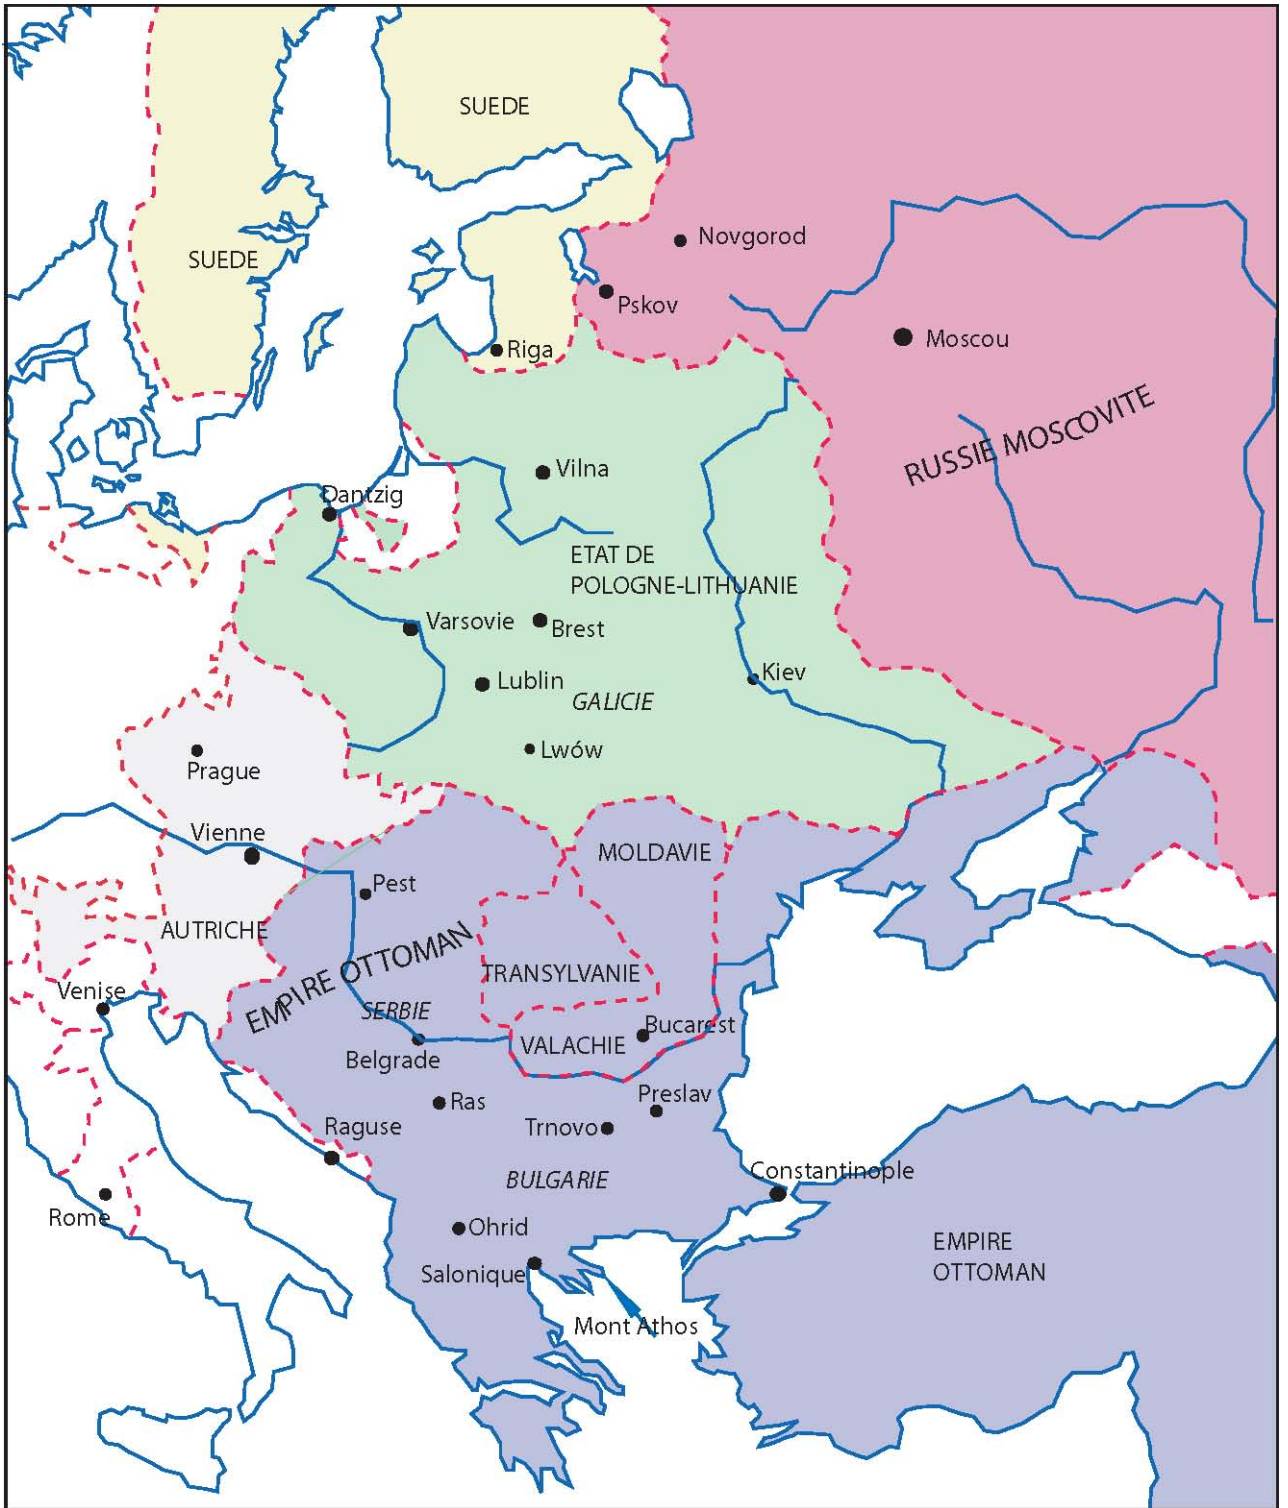 SUEDE
SUEDE
Novgorod
Pskov
Moscou
Riga
RUSSIE MOSCOVITE
Vilna
Dantzig
ETAT DE
POLOGNE-LITHUANIE
Varsovie
Brest
Lublin
Kiev
GALICIE
Lwów
Prague
Vienne
MOLDAVIE
Pest
AUTRICHE
EMPIRE OTTOMAN
TRANSYLVANIE
Venise
SERBIE
Bucarest
VALACHIE
Belgrade
Preslav
Ras
Raguse
Trnovo
Constantinople
BULGARIE
Rome
Ohrid
EMPIRE
OTTOMAN
Salonique
Mont Athos